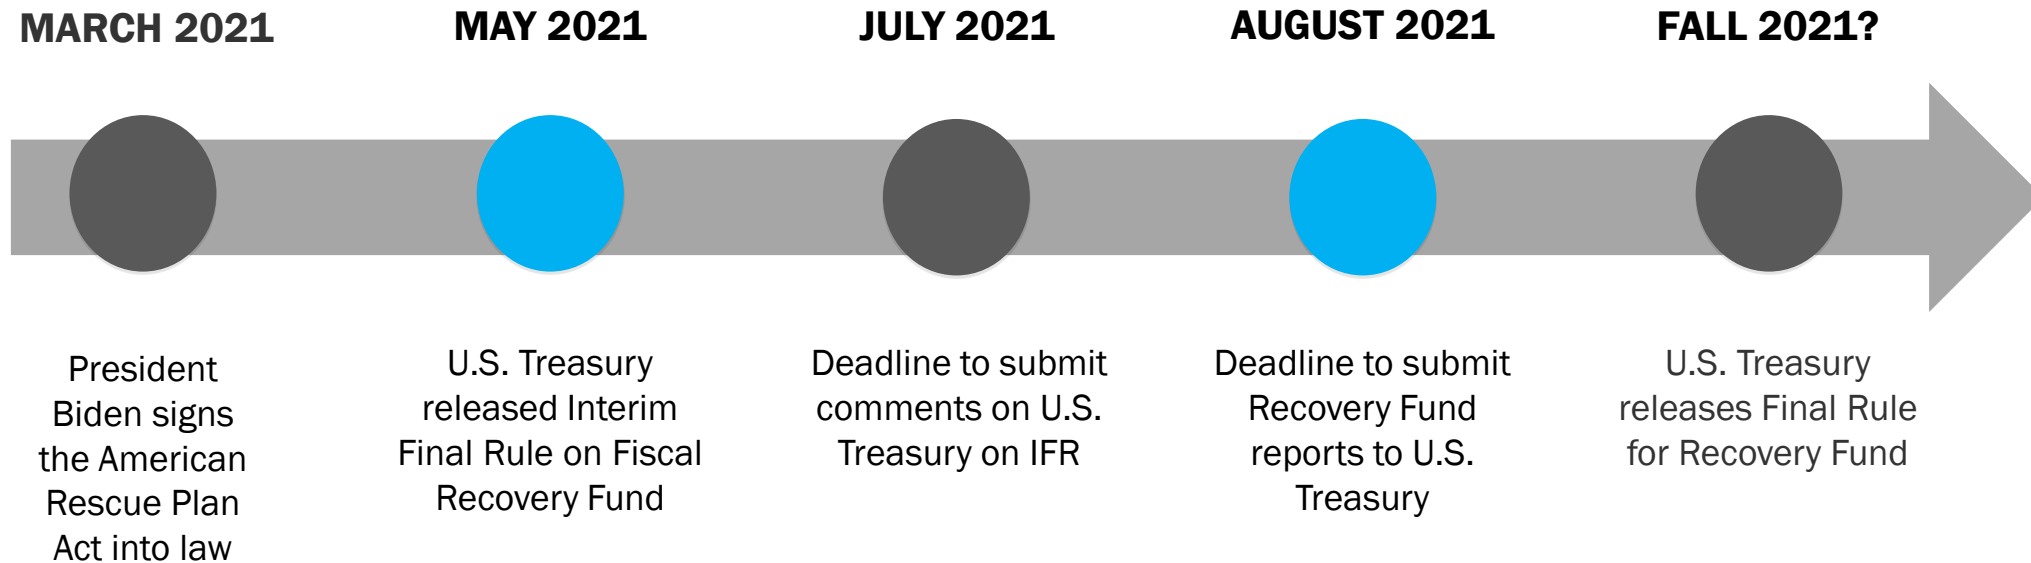 MARCH 2021
President
Biden signs
the American
Rescue Plan
Act into law
MAY 2021
U.S. Treasury
released Interim
Final Rule on Fiscal
Recovery Fund
JULY 2021
Deadline to submit
comments on U.S.
Treasury on IFR
AUGUST 2021
Deadline to submit
Recovery Fund
reports to U.S.
Treasury
FALL 2021?
U.S. Treasury
releases Final Rule
for Recovery Fund